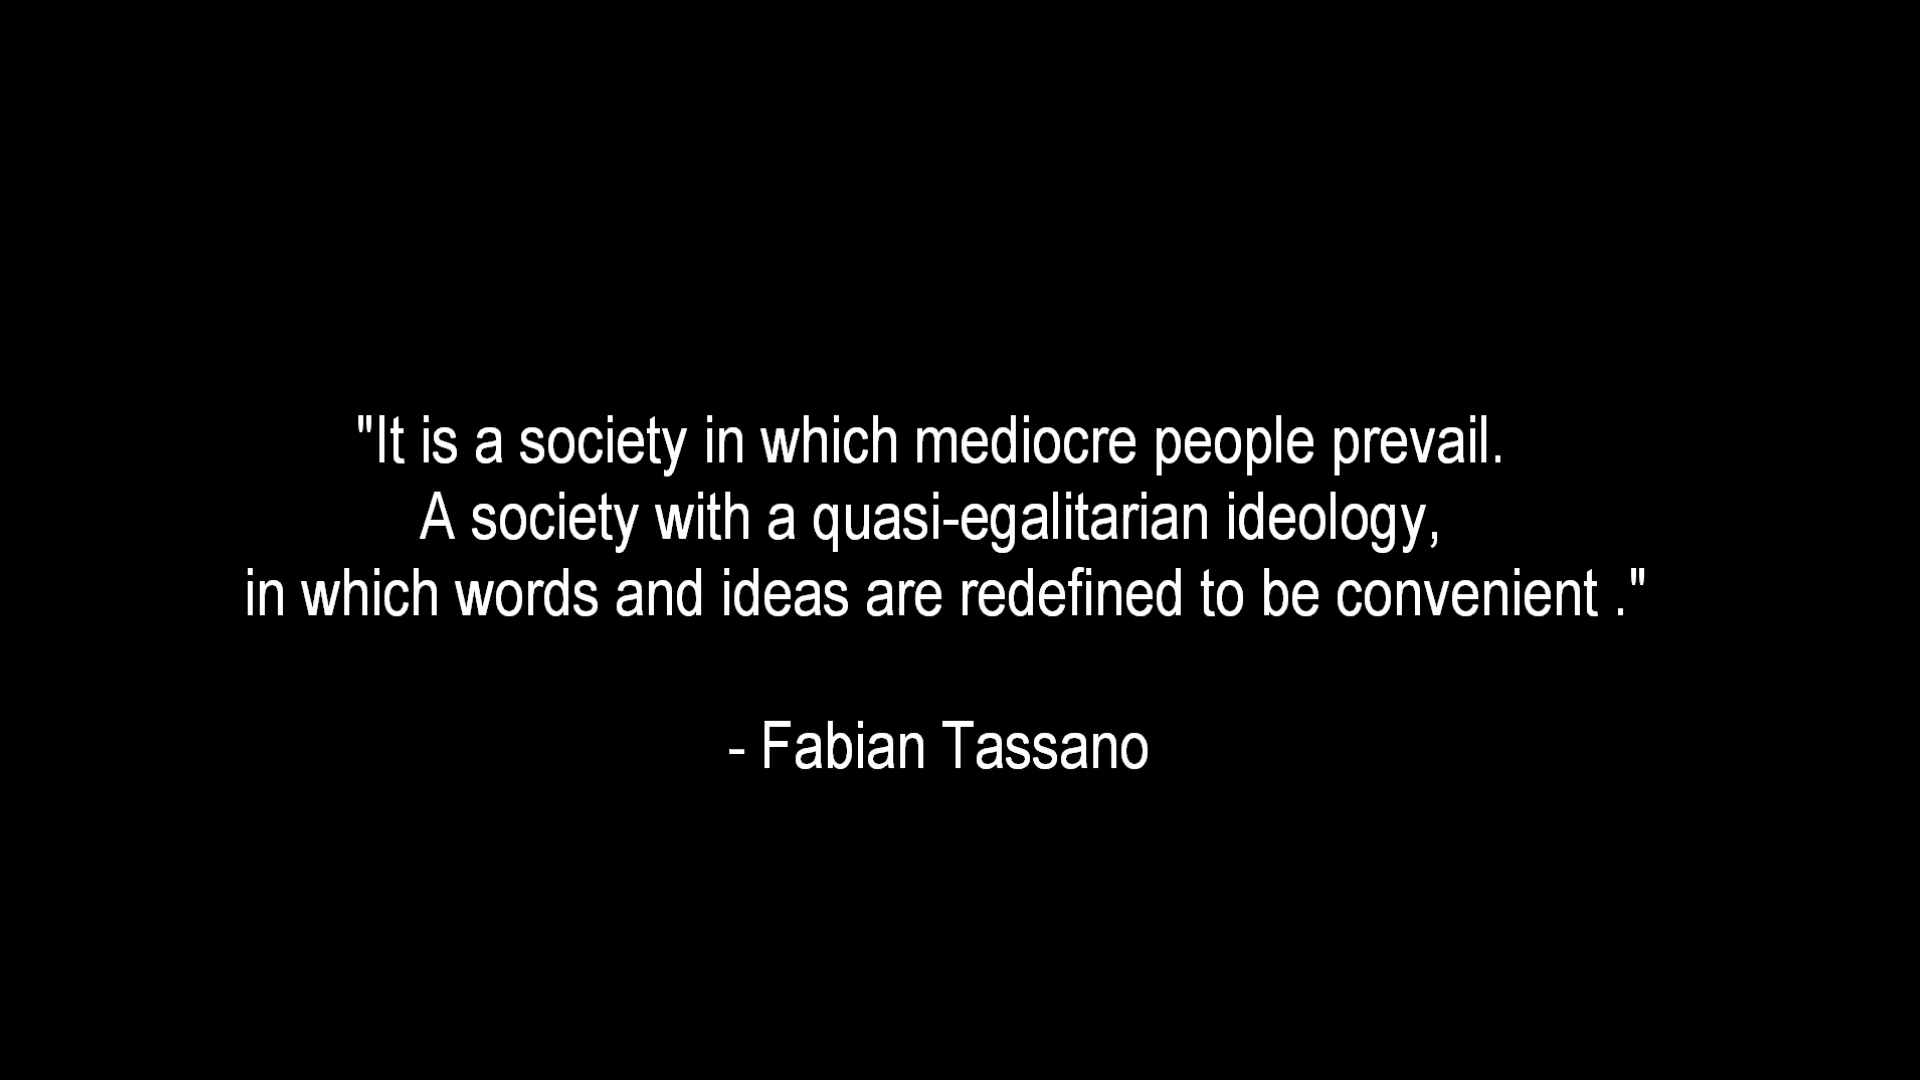 "It is a society in which mediocre people prevail.
A society with a quasi-egalitarian ideology,
in which words and ideas are redefined to be convenient ."
- Fabian Tassano